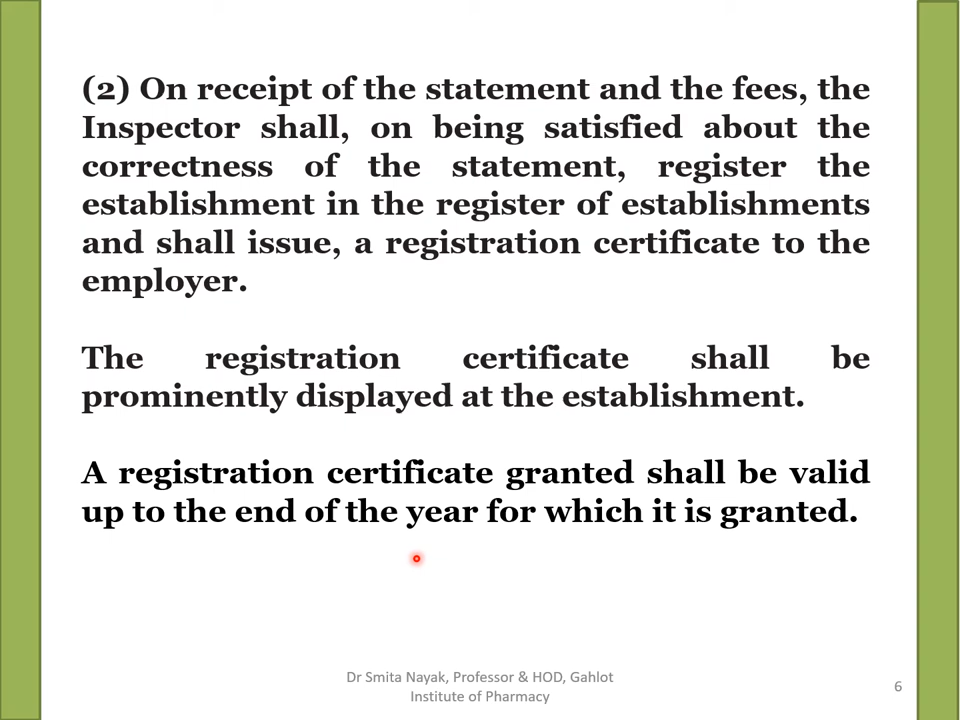 (2) On receipt of the statement and the fees, the
Inspector shall, on being satisfied about the
correctness of the statement, register the
establishment in the register of establishments
and shall issue, a registration certificate to the
employer.
The registration certificate shall be
prominently displayed at the establishment.
A registration certificate granted shall be valid
up to the end of the year for which it is granted.
Dr Smita Nayak, Professor & HOD, Gahlot
Institute of Pharmacy
6